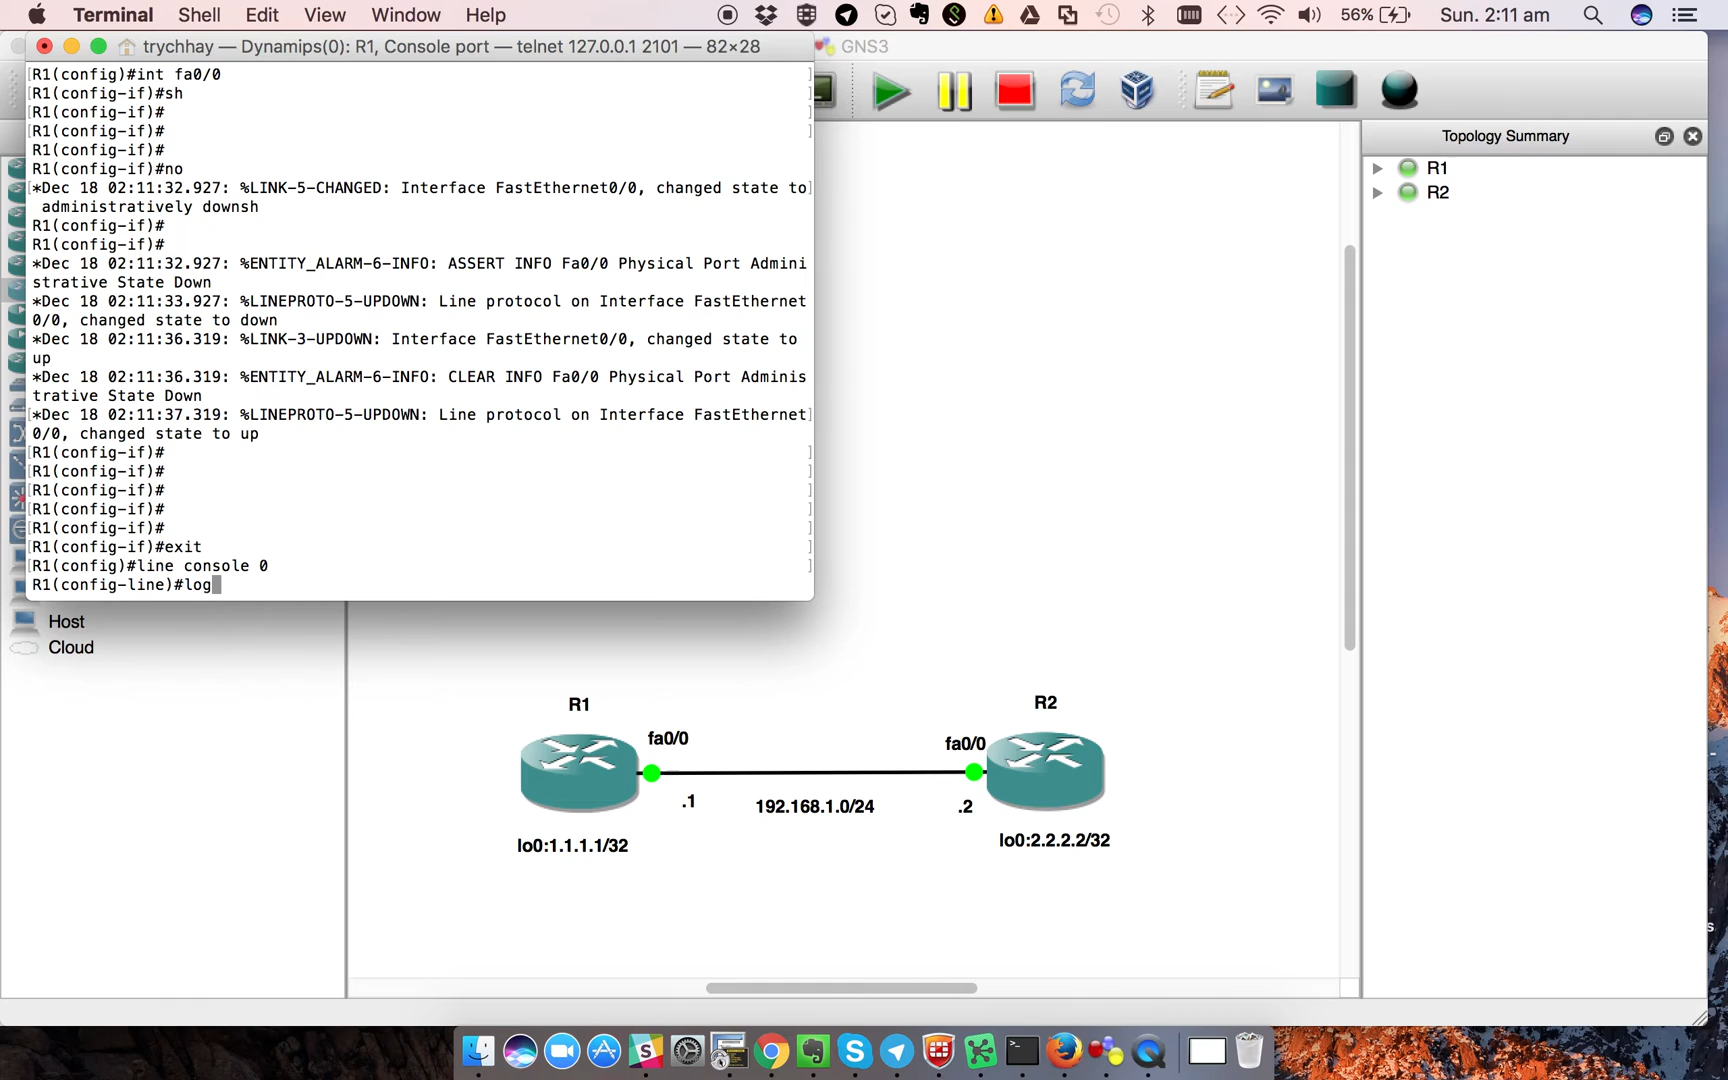 Terminal Shell Edit View Window Help
56% Sun. 2:11 am
trychhay — Dynamips(0): R1, Console port — telnet 127.0.0.1 2101 — 82×28
GNS3
[R1(config)#int fa0/0 ]
[R1(config-if)#sh ]
[R1(config-if)# ]
[R1(config-if)# ]
R1(config-if)#
R1(config-if)#no
[*Dec 18 02:11:32.927: %LINK-5-CHANGED: Interface FastEthernet0/0, changed state to]
administratively downsh
R1(config-if)#
R1(config-if)#
*Dec 18 02:11:32.927: %ENTITY_ALARM-6-INFO: ASSERT INFO Fa0/0 Physical Port Admini
strative State Down
*Dec 18 02:11:33.927: %LINEPROTO-5-UPDOWN: Line protocol on Interface FastEthernet
0/0, changed state to down
*Dec 18 02:11:36.319: %LINK-3-UPDOWN: Interface FastEthernet0/0, changed state to
up
*Dec 18 02:11:36.319: %ENTITY_ALARM-6-INFO: CLEAR INFO Fa0/0 Physical Port Adminis
trative State Down
[*Dec 18 02:11:37.319: %LINEPROTO-5-UPDOWN: Line protocol on Interface FastEthernet]
0/0, changed state to up
[R1(config-if)# ]
[R1(config-if)# ]
[R1(config-if)# ]
[R1(config-if)# ]
[R1(config-if)# ]
[R1(config-if)#exit ]
[R1(config)#line console 0 ]
R1(config-line)#log
Topology Summary
R1
R2
Host
Cloud
R1
R2
fa0/0
fa0/0
.1
192.168.1.0/24
.2
lo0:1.1.1.1/32
lo0:2.2.2.2/32